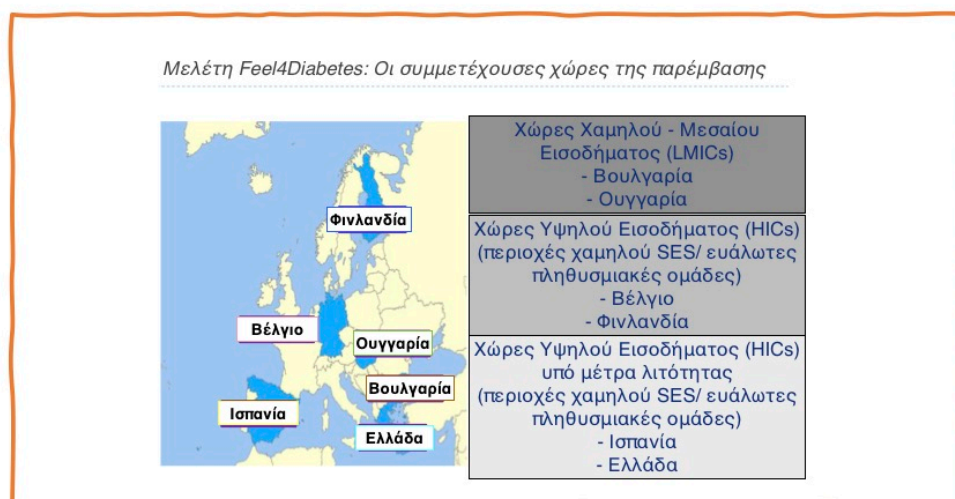 Μελέτη Feel4Diabetes: Οι συμμετέχουσες χώρες της παρέμβασης
Φινλανδία
Βέλγιο
Ουγγαρία
Βουλγαρία
Ισπανία
Ελλάδα
Χώρες Χαμηλού - Μεσαίου
Εισοδήματος (LMICs)
- Βουλγαρία
- Ουγγαρία
Χώρες Υψηλού Εισοδήματος (HICs)
(περιοχές χαμηλού SES/ ευάλωτες
πληθυσμιακές ομάδες)
- Βέλγιο
- Φινλανδία
Χώρες Υψηλού Εισοδήματος (HICs)
υπό μέτρα λιτότητας
(περιοχές χαμηλού SES/ ευάλωτες
πληθυσμιακές ομάδες)
- Ισπανία
- Ελλάδα